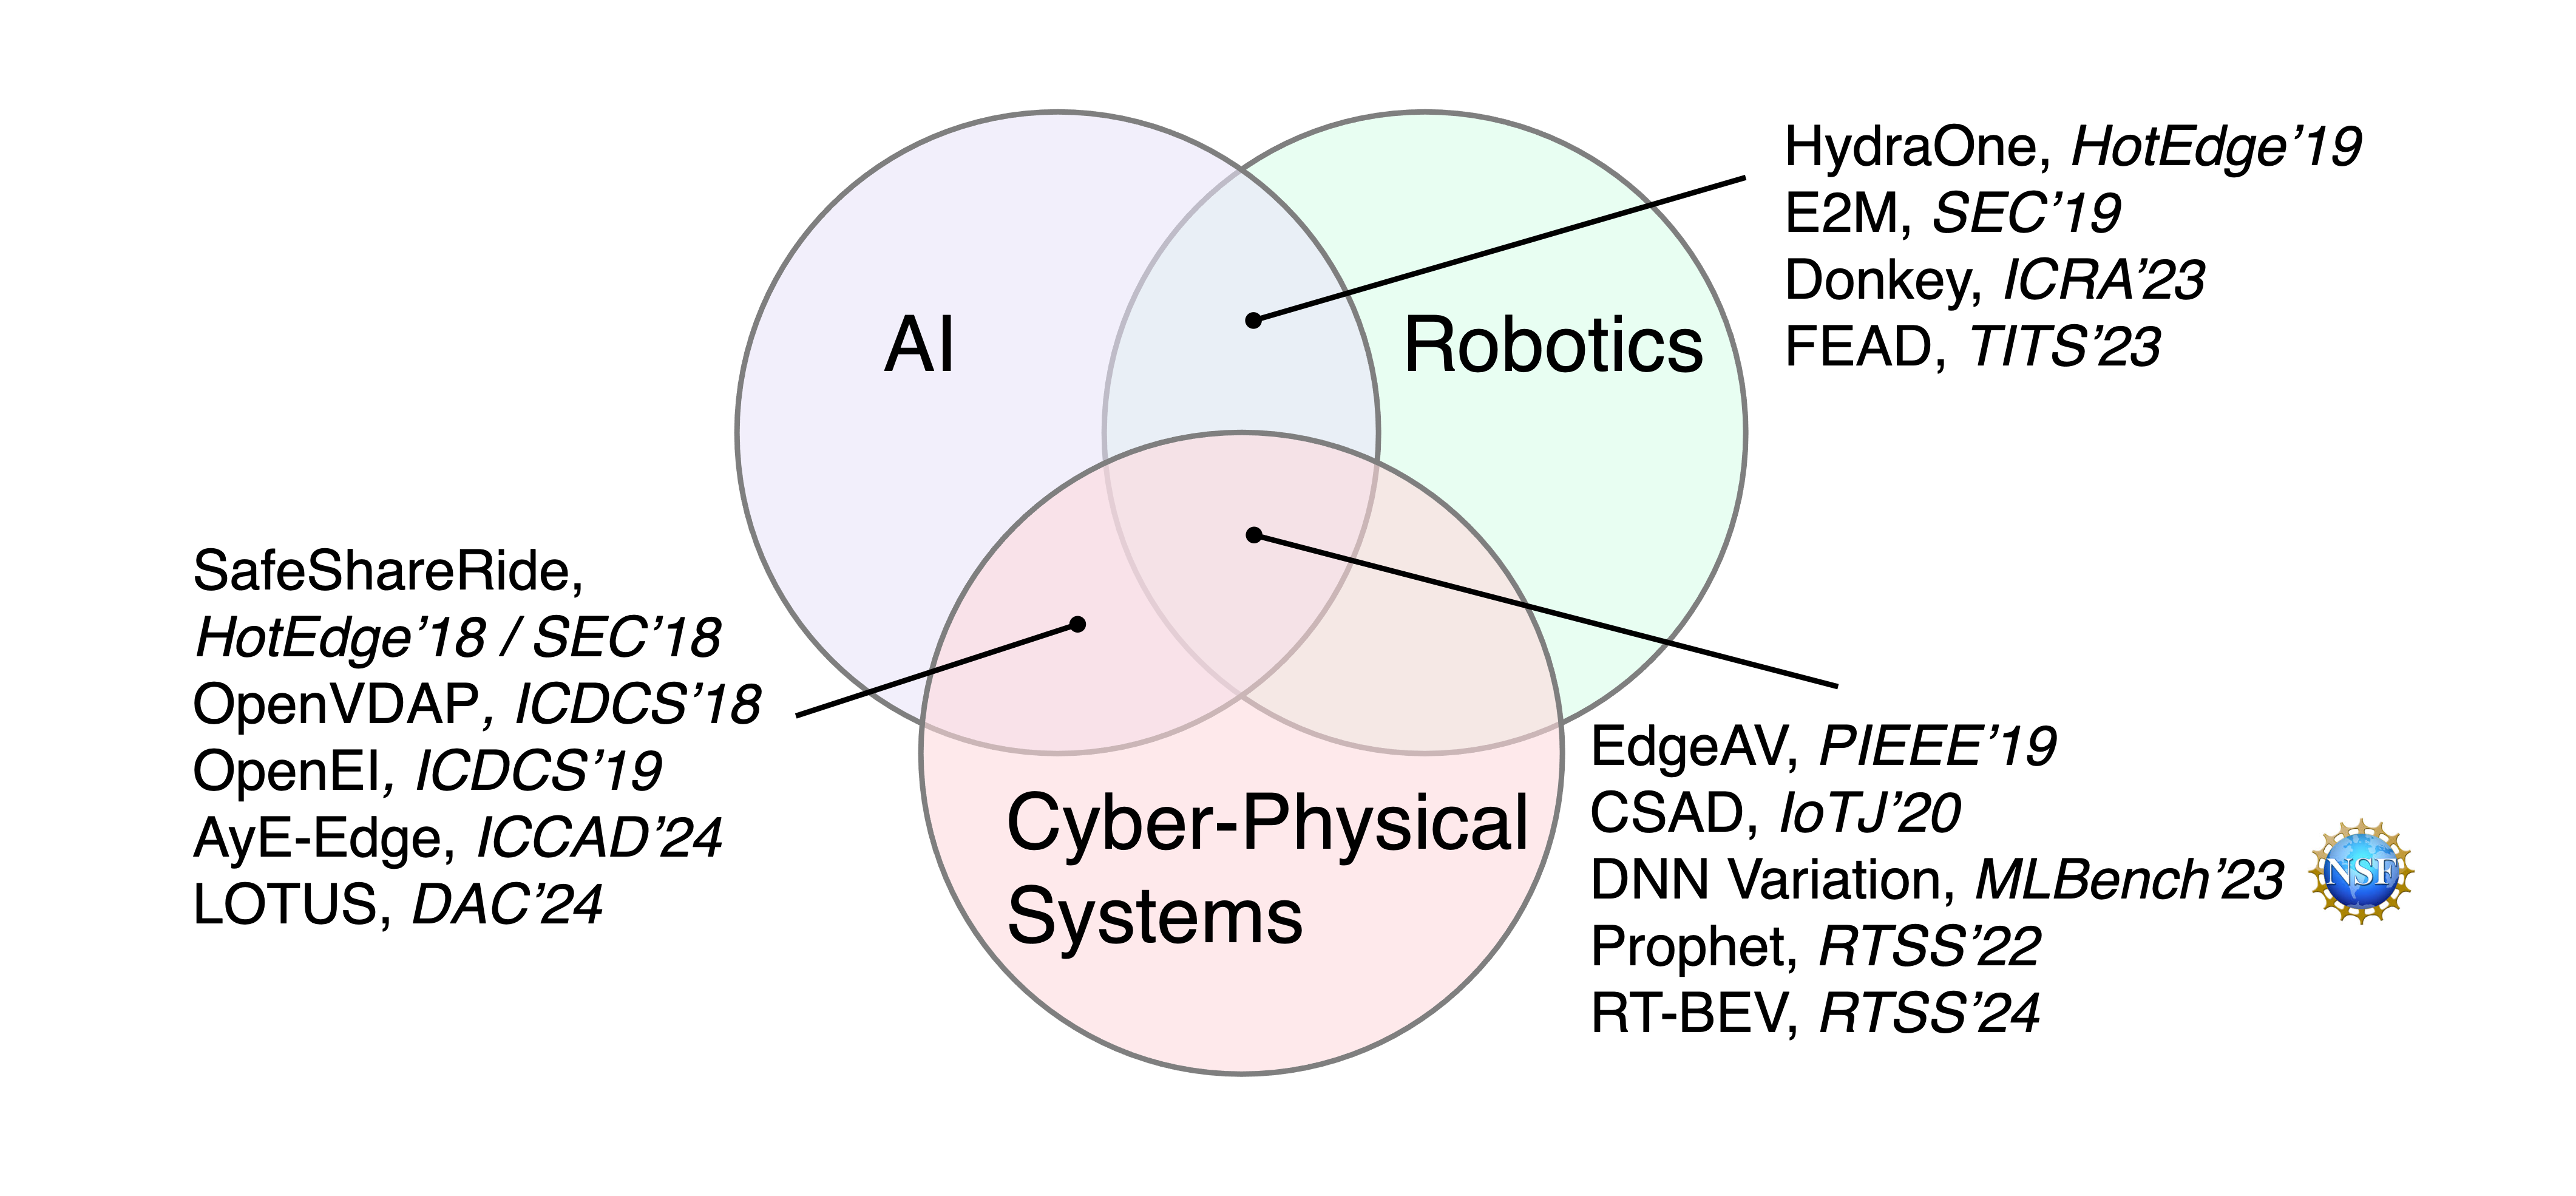 HydraOne, HotEdge’19
E2M, SEC’19
Donkey, ICRA’23
FEAD, TITS’23
AI
Robotics
SafeShareRide,
HotEdge’18 / SEC’18
OpenVDAP, ICDCS’18
OpenEI, ICDCS’19
AyE-Edge, ICCAD’24
LOTUS, DAC’24
Cyber-Physical
Systems
EdgeAV, PIEEE’19
CSAD, IoTJ’20
DNN Variation, MLBench’23
NSF
Prophet, RTSS’22
RT-BEV, RTSS’24